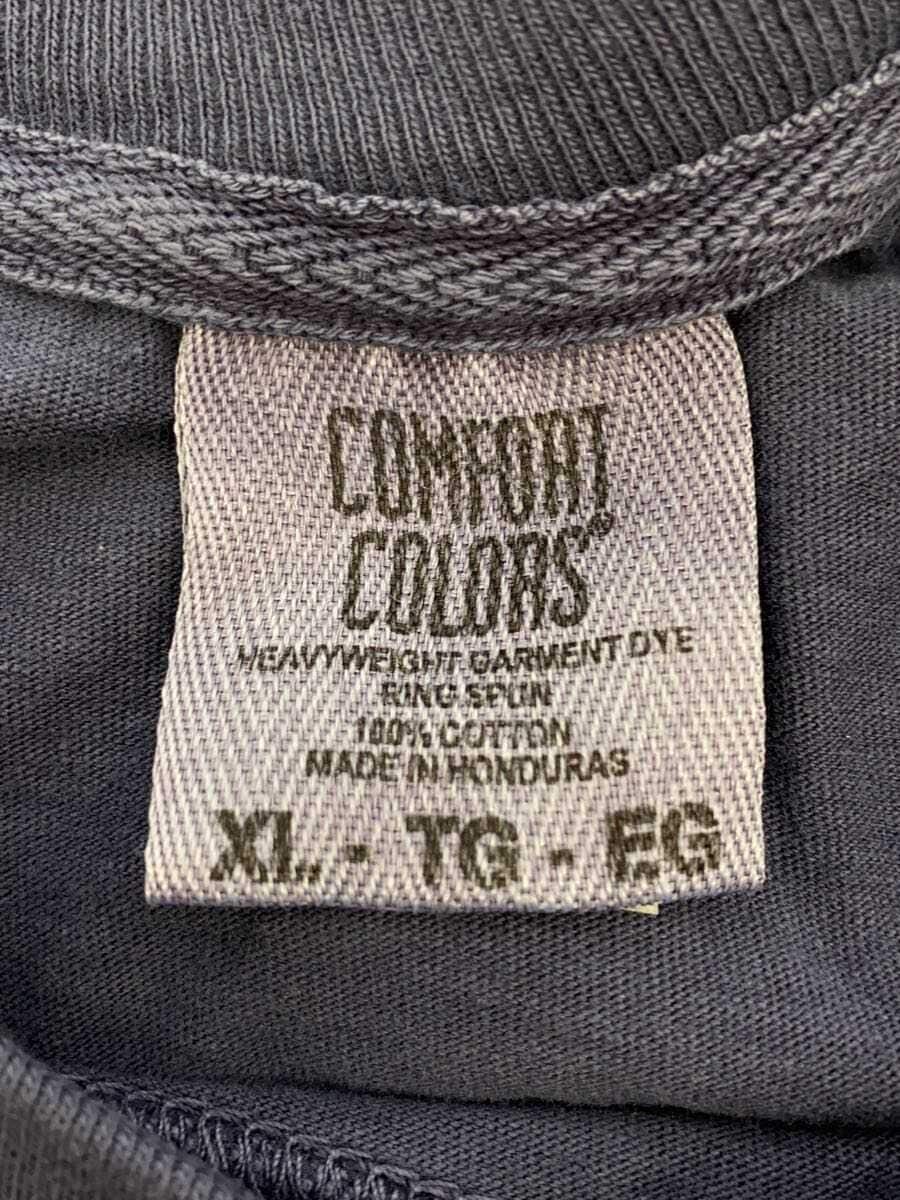 COMFORT
COLORS®
HEAVYWEIGHT GARMENT DYE
RING SPUN
100% COTTON
MADE IN HONDURAS
XL - TG - EG